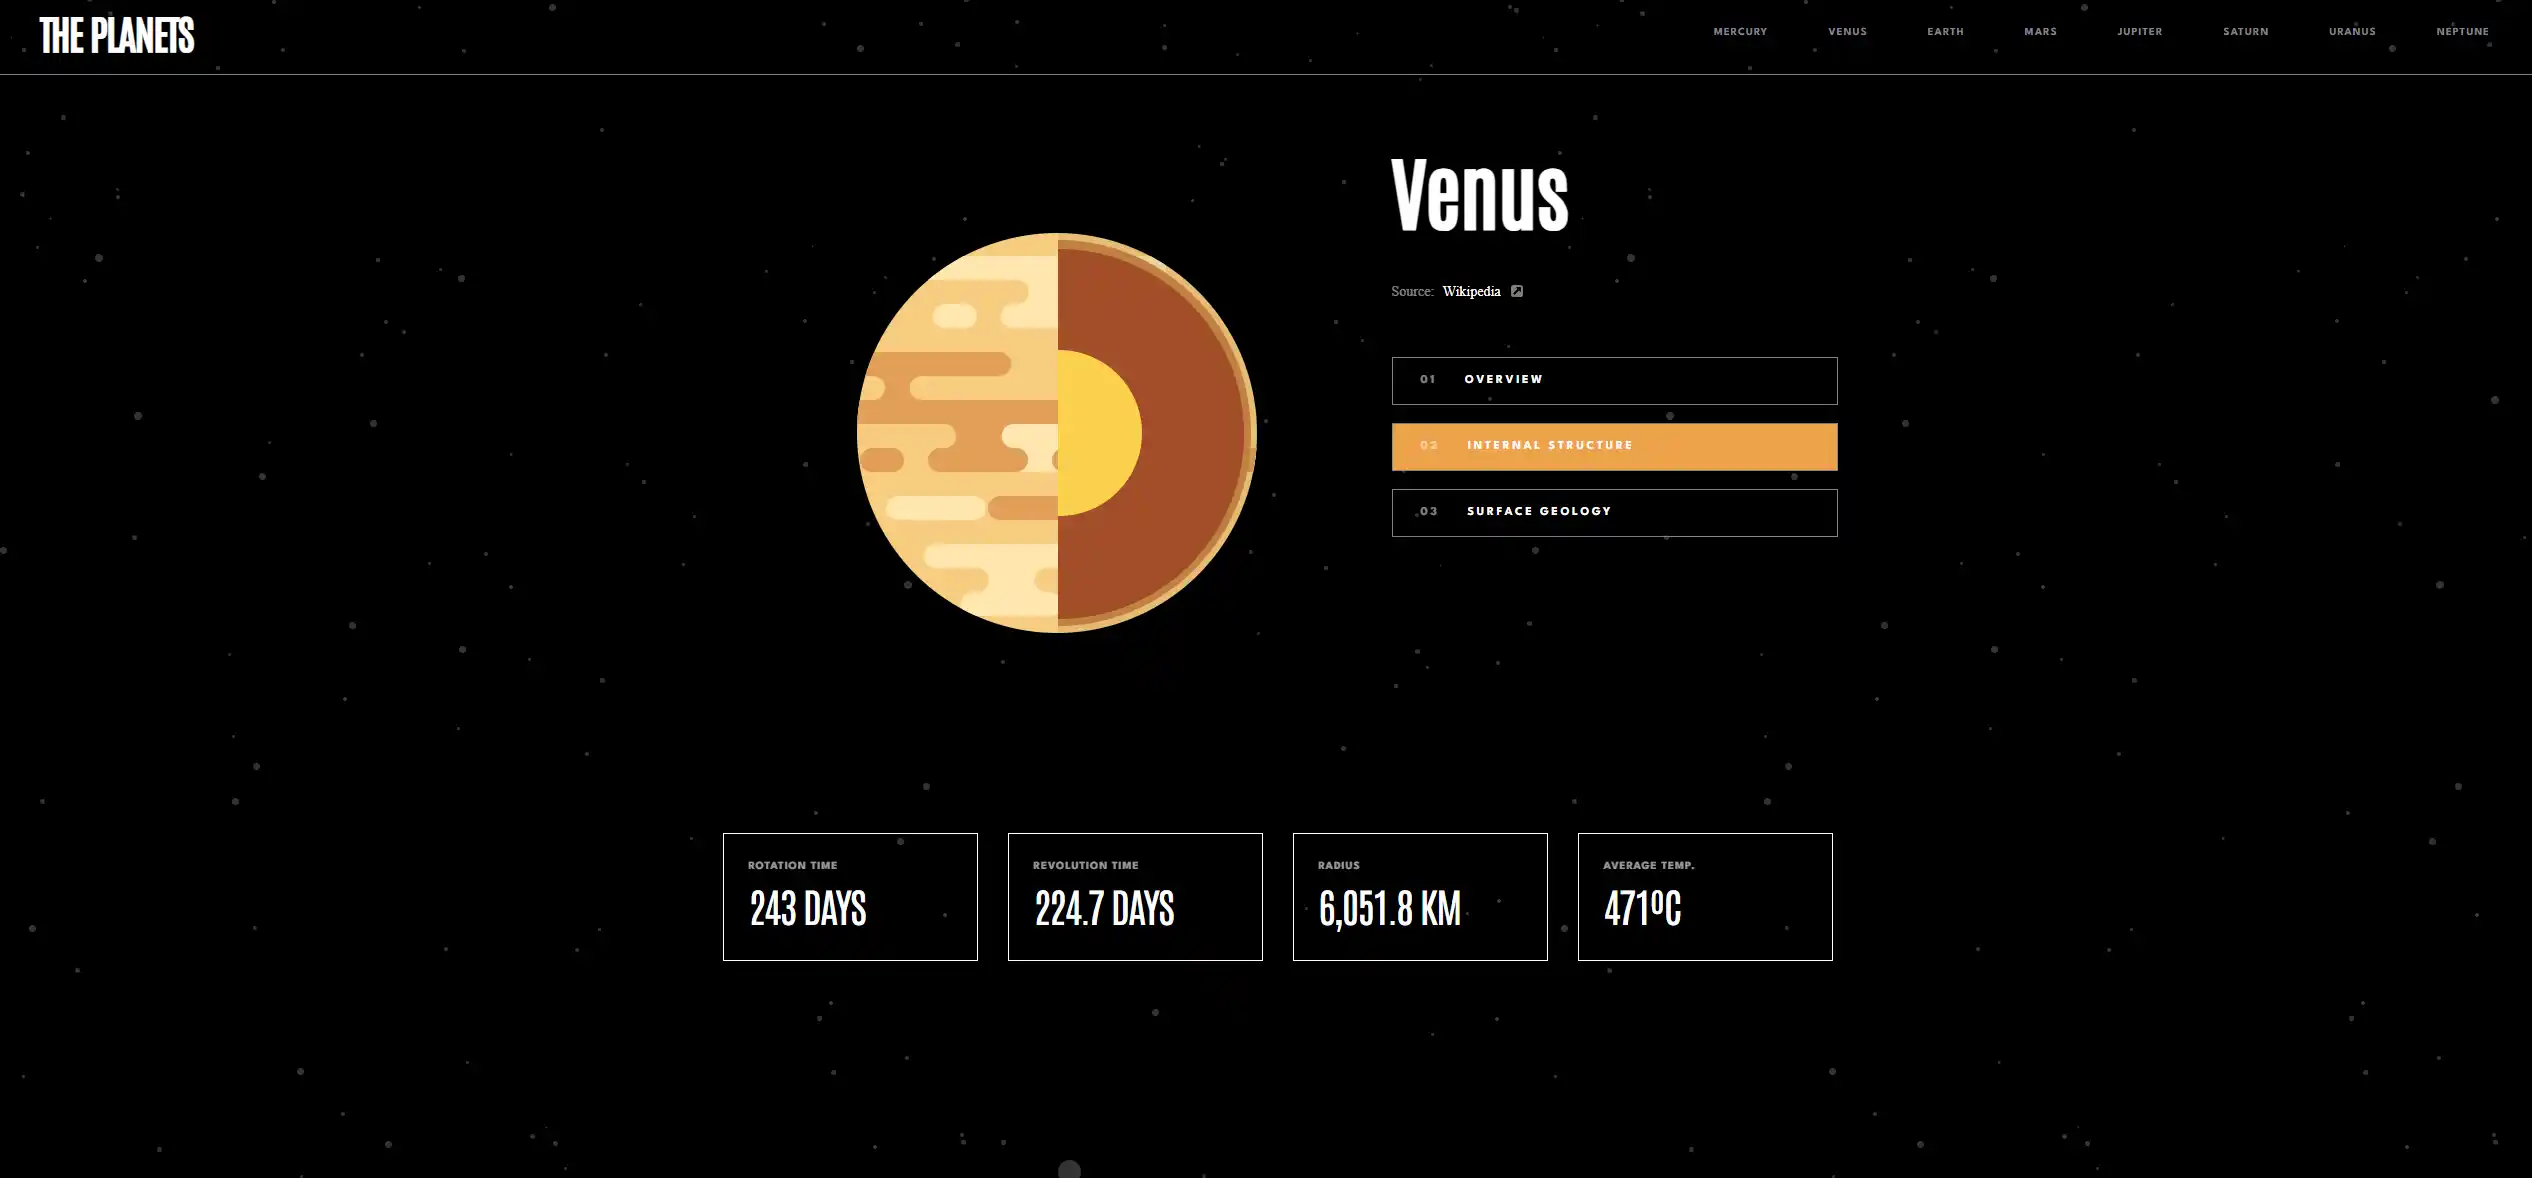 THE PLANETS
MERCURY VENUS EARTH MARS JUPITER SATURN URANUS NEPTUNE
Venus
Source: Wikipedia
01 OVERVIEW
02 INTERNAL STRUCTURE
03 SURFACE GEOLOGY
ROTATION TIME
243 DAYS
REVOLUTION TIME
224.7 DAYS
RADIUS
6,051.8 KM
AVERAGE TEMP.
471ºC